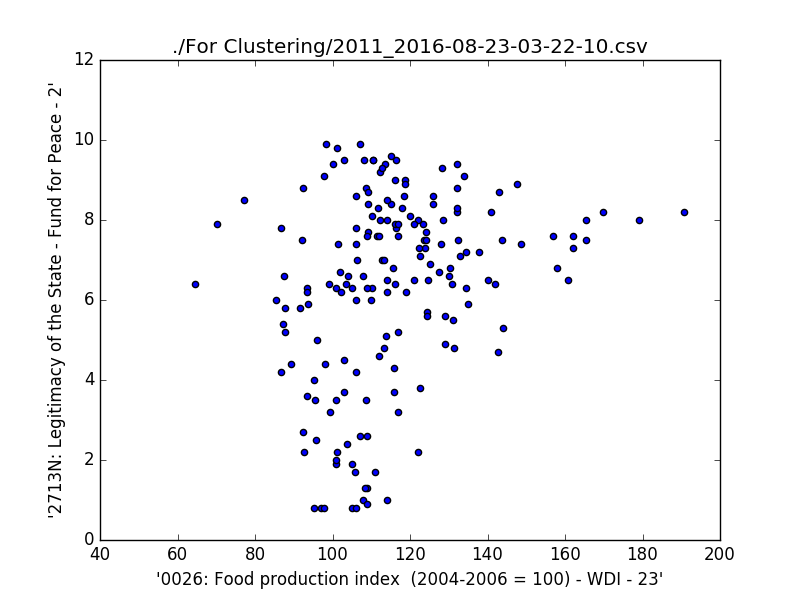 ./For Clustering/2011_2016-08-23-03-22-10.csv
'2713N: Legitimacy of the State - Fund for Peace - 2'
12
10
8
6
4
2
0
40 60 80 100 120 140 160 180 200
'0026: Food production index  (2004-2006 = 100) - WDI - 23'